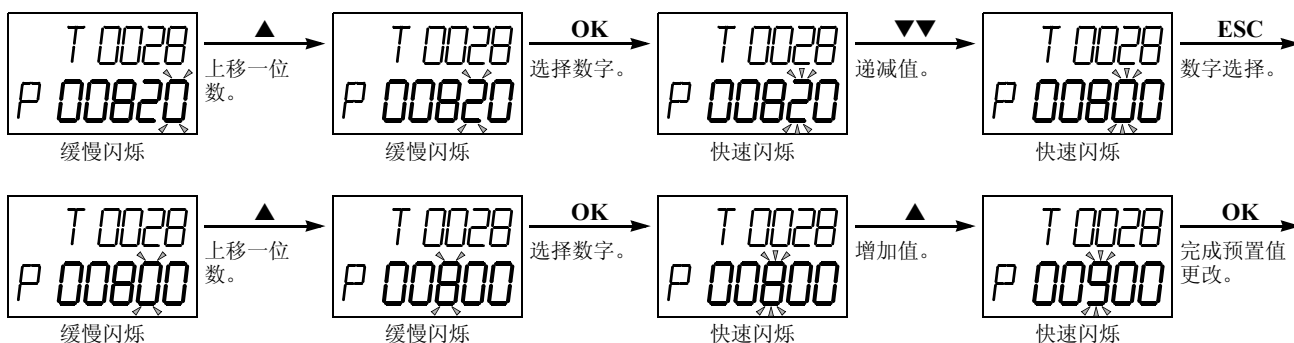 T 0028 ▲ T 0028 OK T 0028 ▼▼ T 0028 ESC
P 00820 上移一位数。 P 00820 选择数字。 P 00820 递减值。 P 00800 数字选择。
缓慢闪烁 缓慢闪烁 快速闪烁 快速闪烁
T 0028 ▲ T 0028 OK T 0028 ▲ T 0028 OK
P 00800 上移一位数。 P 00800 选择数字。 P 00800 增加值。 P 00900 完成预置值更改。
缓慢闪烁 缓慢闪烁 快速闪烁 快速闪烁